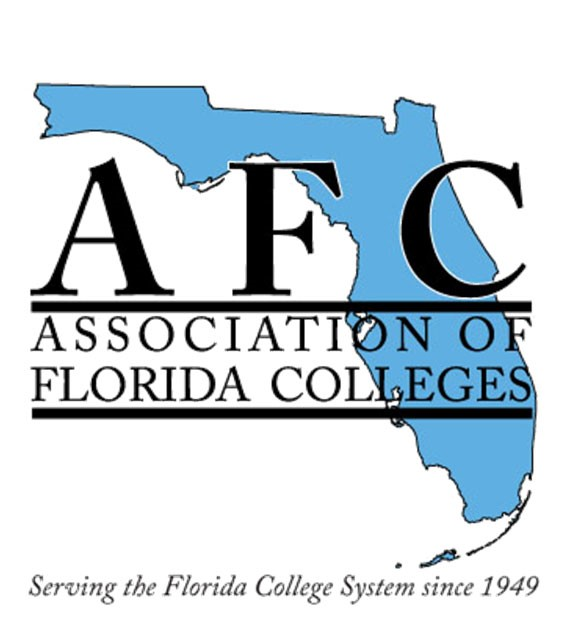 AFC
ASSOCIATION OF
FLORIDA COLLEGES
Serving the Florida College System since 1949